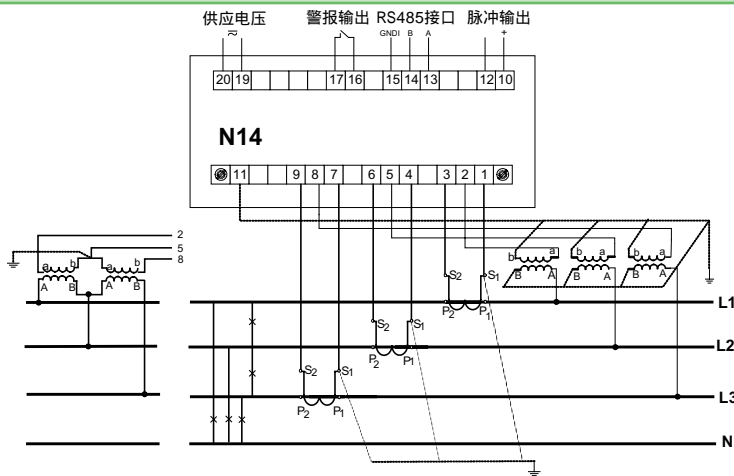 供应电压 警报输出 RS485接口 脉冲输出
≂ GNDI B A +
20 19 17 16 15 14 13 12 10
N14
11 9 8 7 6 5 4 3 2 1
2
5
8
a b a b
A B A B
b a b a b a
B A B A B A
S2 S1
P2 P1
L1
S2 S1
P2 P1
L2
S2 S1
P2 P1
L3
N